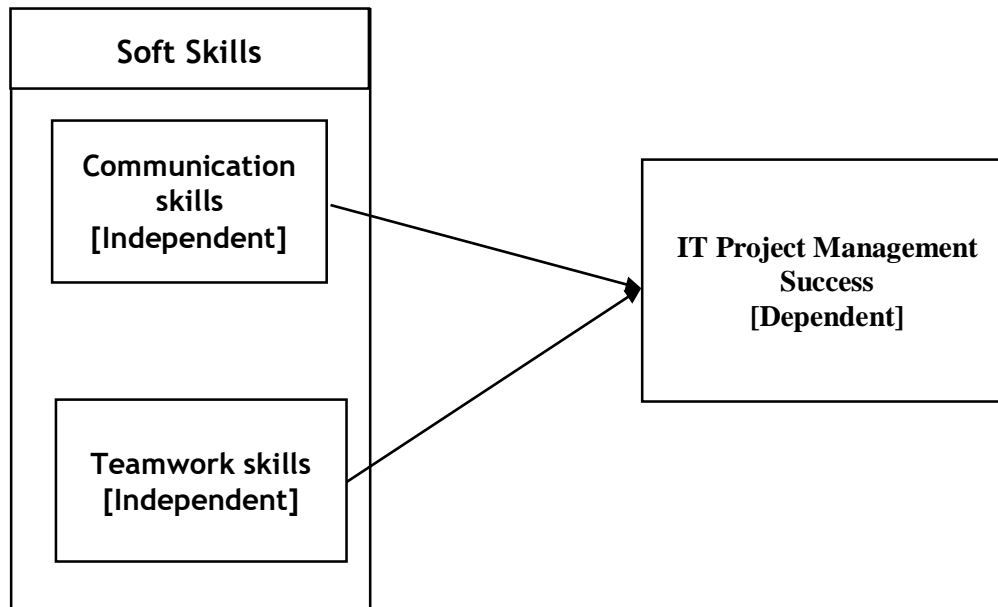 Soft Skills
Communication
skills
[Independent]
Teamwork skills
[Independent]
IT Project Management
Success
[Dependent]